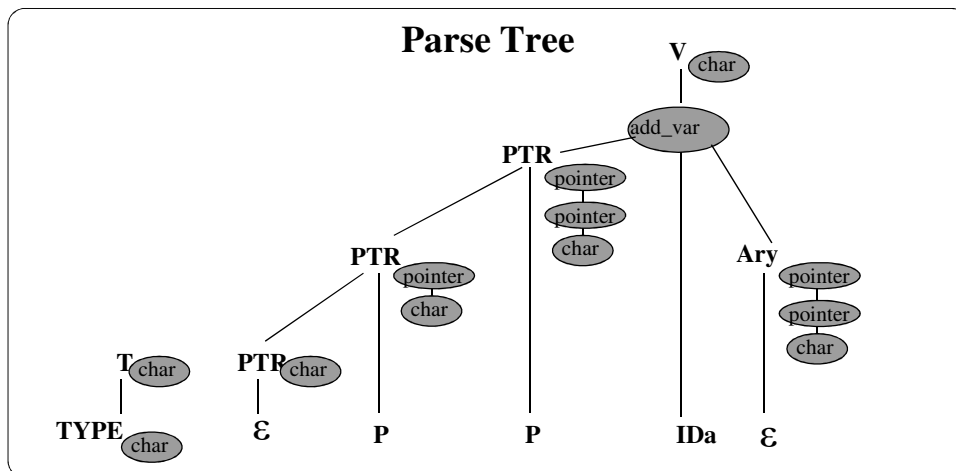 Parse Tree
V char
add_var
PTR
pointer
pointer
char
PTR
pointer
char
Ary
pointer
pointer
char
T char
PTR char
TYPE char
ε
P
P
IDa
ε